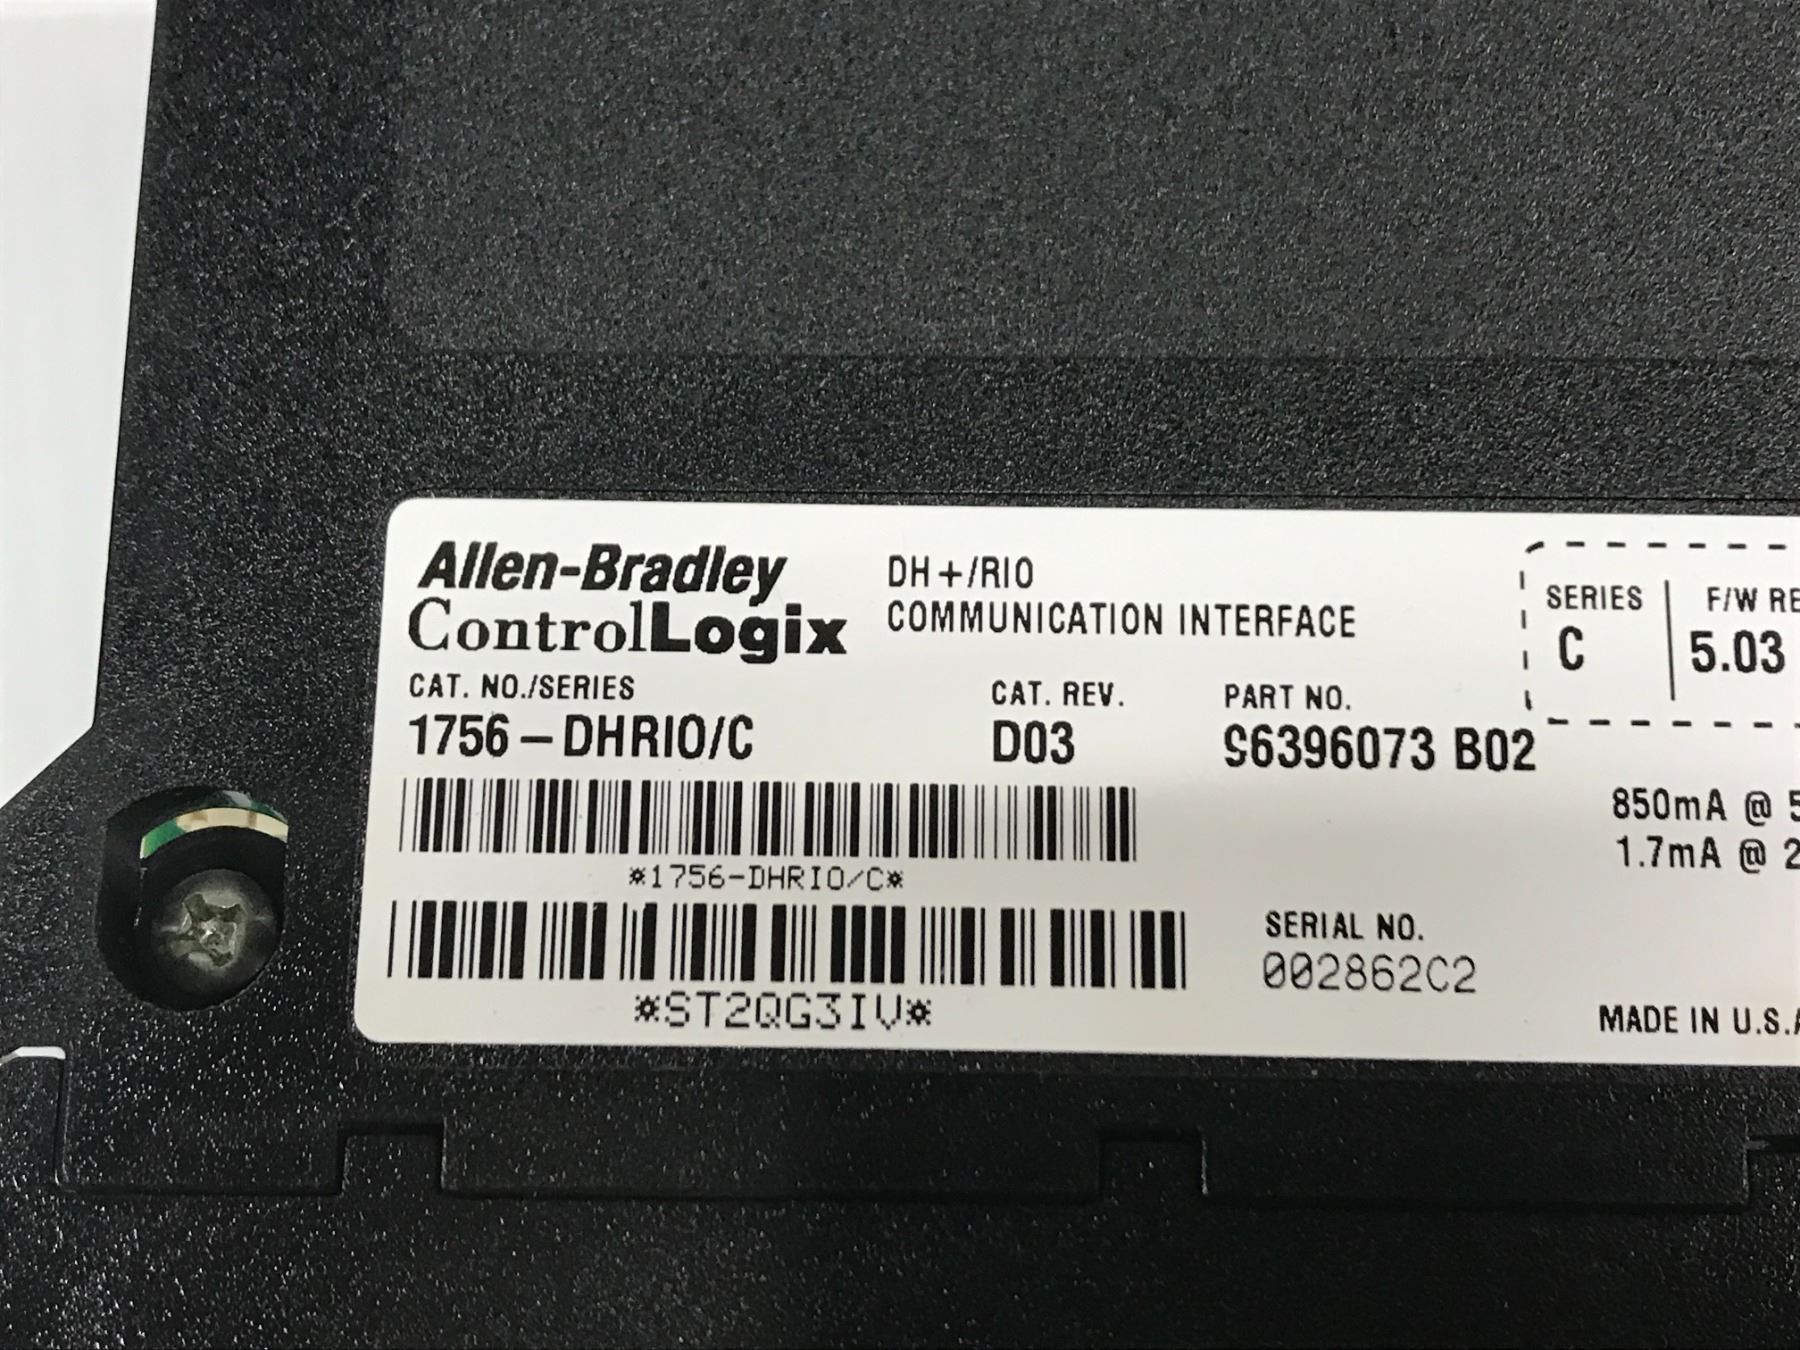 Allen-Bradley
ControlLogix
DH+/RIO
COMMUNICATION INTERFACE
SERIES
C
F/W RE
5.03
CAT. NO./SERIES
1756-DHRIO/C
CAT. REV.
D03
PART NO.
96396073 B02
850mA @ 5
1.7mA @ 2
*1756-DHRIO/C*
SERIAL NO.
002862C2
*ST2QG3IV*
MADE IN U.S.A